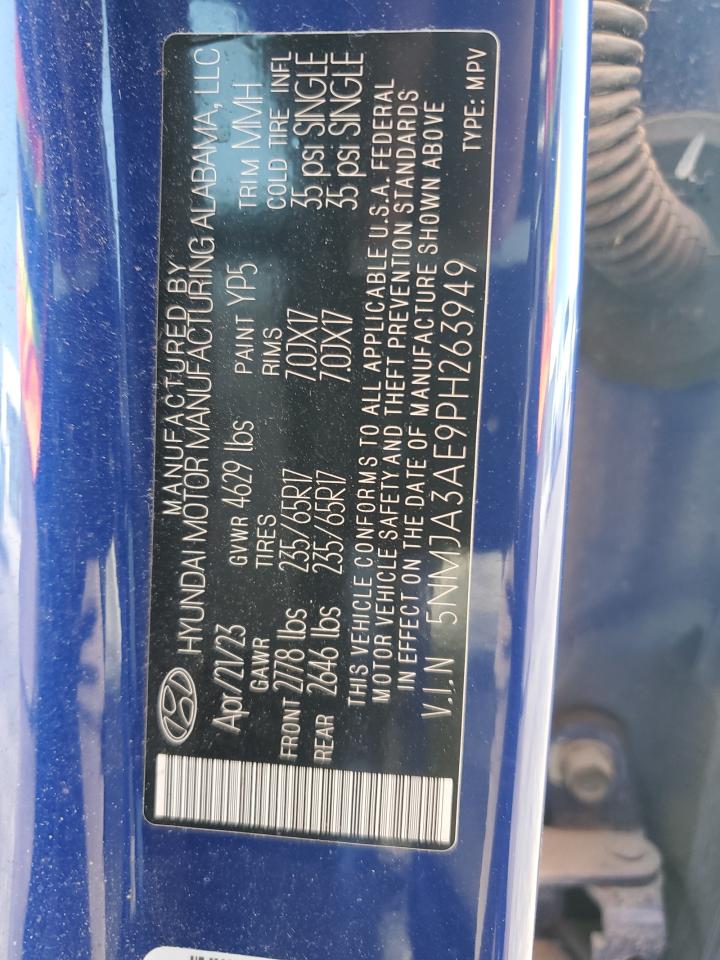 MANUFACTURED BY
HYUNDAI MOTOR MANUFACTURING ALABAMA, LLC
Apr/21/23 GVWR 4629 lbs PAINT YP5 TRIM MMH
GAWR TIRES RIMS COLD TIRE INFL
FRONT 2778 lbs 235/65R17 7.0JX17 35 psi SINGLE
REAR 2646 lbs 235/65R17 7.0JX17 35 psi SINGLE
THIS VEHICLE CONFORMS TO ALL APPLICABLE U.S.A. FEDERAL
MOTOR VEHICLE SAFETY AND THEFT PREVENTION STANDARDS
IN EFFECT ON THE DATE OF MANUFACTURE SHOWN ABOVE
V.I.N 5NMJA3AE9PH263949 TYPE: MPV